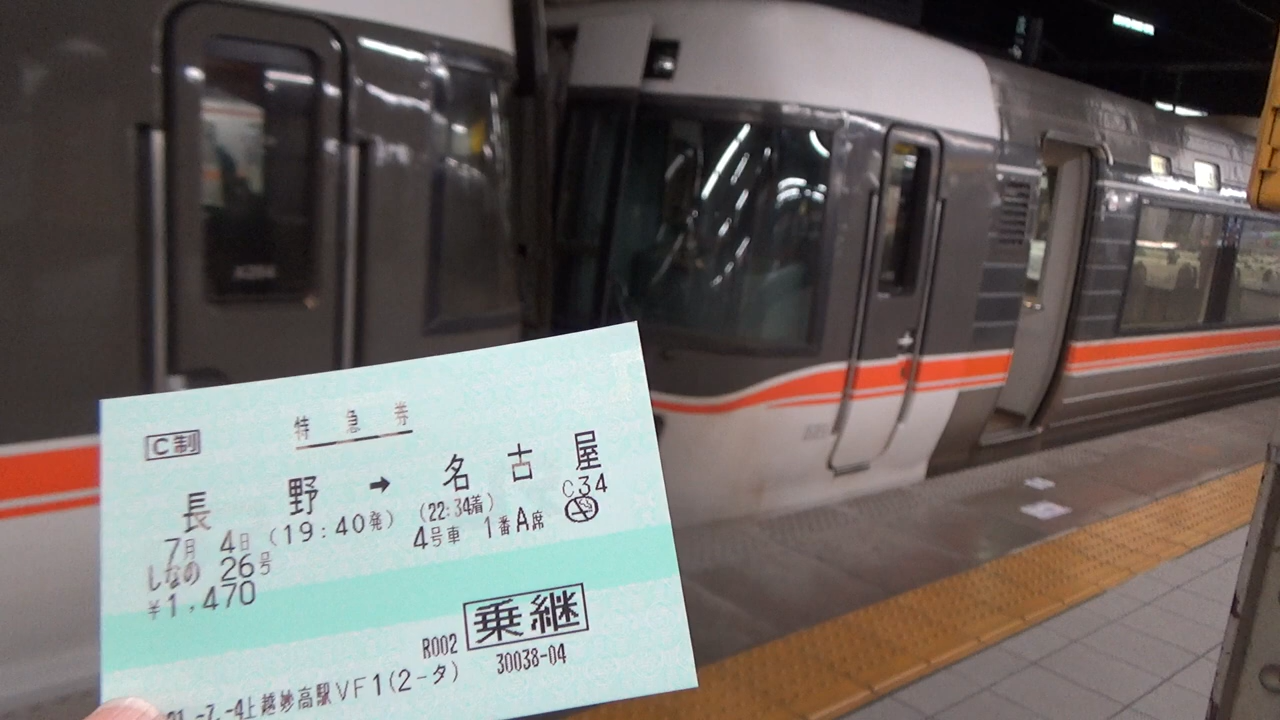 C制
特急券
長野→名古屋
7月 4日(19:40発) (22:34着) C34
しなの 26号 4号車 1番A席
¥1,470
乗継
R002 30038-04
-7.-4上越妙高駅VF1(2-タ)